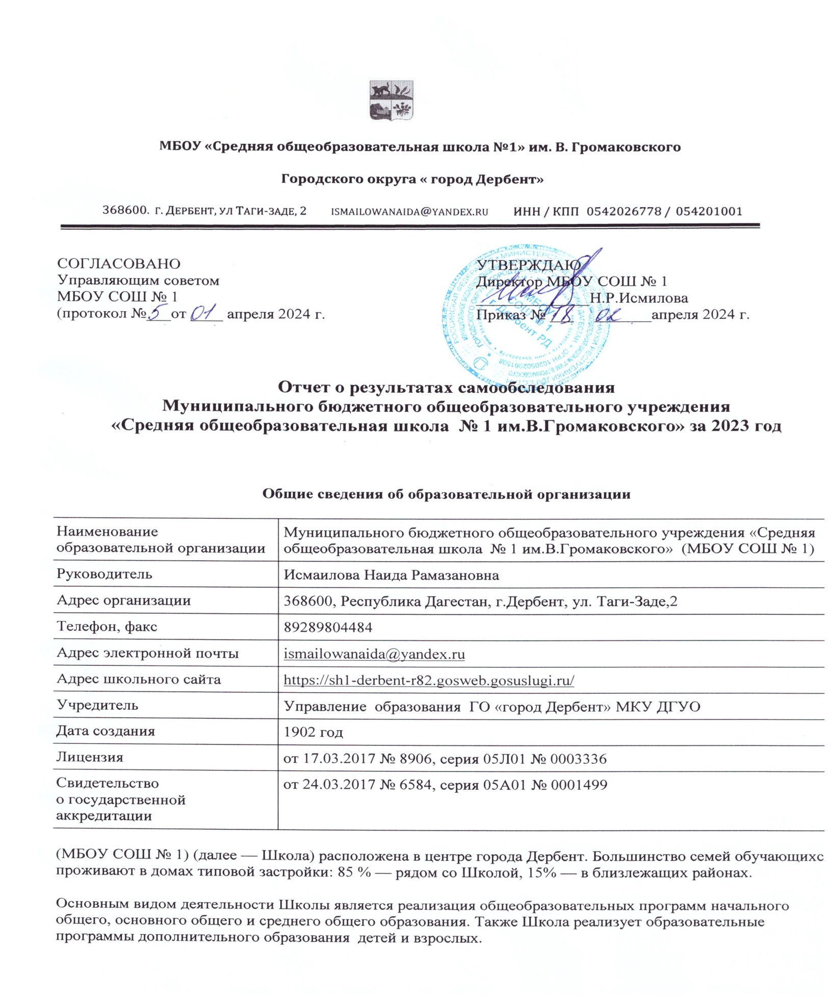 МБОУ «Средняя общеобразовательная школа №1» им. В. Громаковского
Городского округа « город Дербент»
368600. г. Дербент, ул Таги-заде, 2 ISMAILOWANAIDA@YANDEX.RU ИНН / КПП 0542026778 / 054201001
СОГЛАСОВАНО
Управляющим советом
МБОУ СОШ № 1
(протокол № 5 от 01 апреля 2024 г.
УТВЕРЖДАЮ
Директор МБОУ СОШ № 1
Н.Р.Исмилова
Приказ № 118 02 апреля 2024 г.
МБОУ
СОШ № 1
г. Дербент РД
Отчет о результатах самообследования
Муниципального бюджетного общеобразовательного учреждения
«Средняя общеобразовательная школа № 1 им.В.Громаковского» за 2023 год
Общие сведения об образовательной организации
Наименование
образовательной организации
Муниципального бюджетного общеобразовательного учреждения «Средняя
общеобразовательная школа № 1 им.В.Громаковского» (МБОУ СОШ № 1)
Руководитель Исмаилова Наида Рамазановна
Адрес организации 368600, Республика Дагестан, г.Дербент, ул. Таги-Заде,2
Телефон, факс 89289804484
Адрес электронной почты ismailowanaida@yandex.ru
Адрес школьного сайта https://sh1-derbent-r82.gosweb.gosuslugi.ru/
Учредитель Управление образования ГО «город Дербент» МКУ ДГУО
Дата создания 1902 год
Лицензия от 17.03.2017 № 8906, серия 05Л01 № 0003336
Свидетельство
о государственной
аккредитации
от 24.03.2017 № 6584, серия 05А01 № 0001499
(МБОУ СОШ № 1) (далее — Школа) расположена в центре города Дербент. Большинство семей обучающихс
проживают в домах типовой застройки: 85 % — рядом со Школой, 15% — в близлежащих районах.
Основным видом деятельности Школы является реализация общеобразовательных программ начального
общего, основного общего и среднего общего образования. Также Школа реализует образовательные
программы дополнительного образования детей и взрослых.